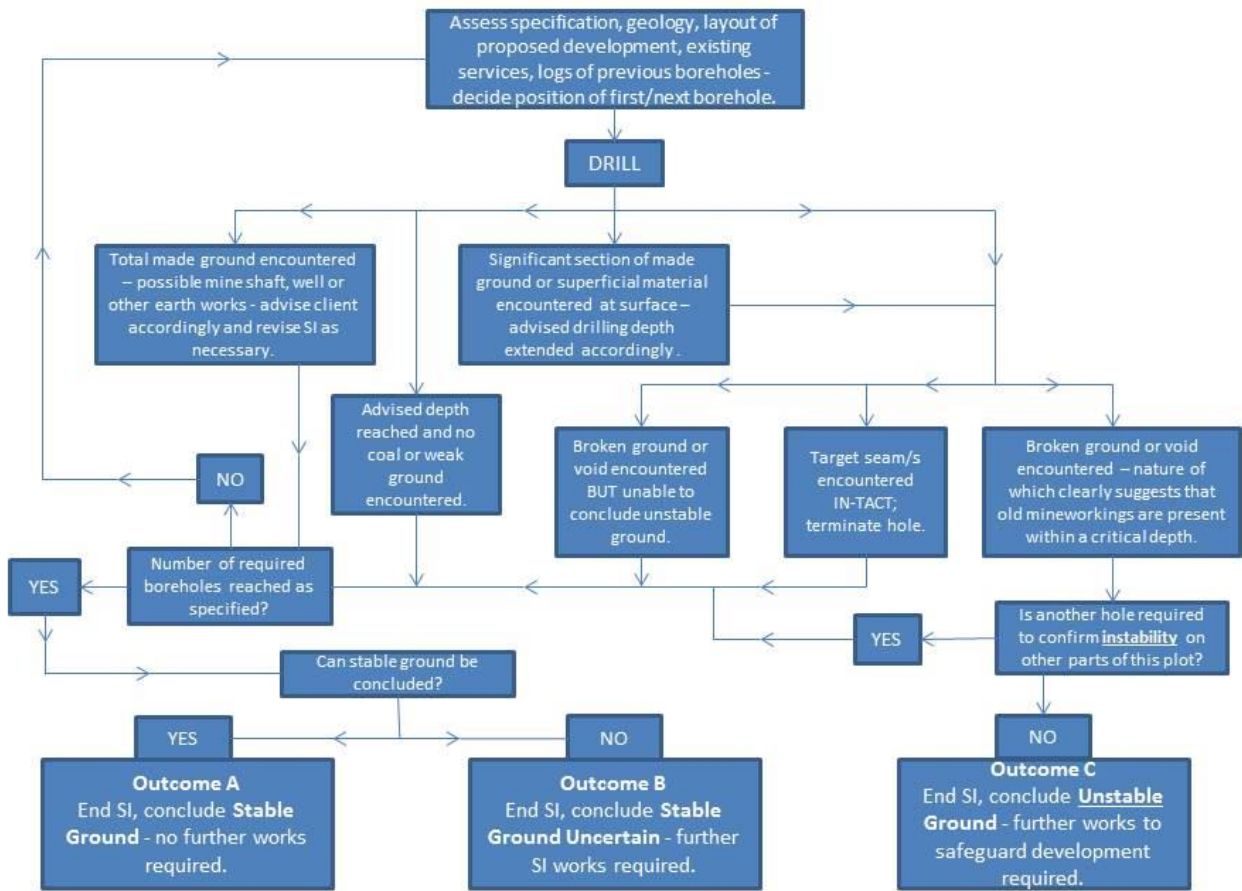 Assess specification, geology, layout of
proposed development, existing
services, logs of previous boreholes -
decide position of first/next borehole.
DRILL
Total made ground encountered
– possible mine shaft, well or
other earth works - advise client
accordingly and revise SI as
necessary.
Significant section of made
ground or superficial material
encountered at surface –
advised drilling depth
extended accordingly .
Advised depth
reached and no
coal or weak
ground
encountered.
Broken ground or
void encountered
BUT unable to
conclude unstable
ground.
Target seam/s
encountered
IN-TACT;
terminate hole.
Broken ground or void
encountered – nature of
which clearly suggests that
old mineworkings are present
within a critical depth.
NO
YES
Number of required
boreholes reached as
specified?
Is another hole required
to confirm instability on
other parts of this plot?
YES
Can stable ground be
concluded?
YES
NO
NO
Outcome A
End SI, conclude Stable
Ground - no further works
required.
Outcome B
End SI, conclude Stable
Ground Uncertain - further
SI works required.
Outcome C
End SI, conclude Unstable
Ground - further works to
safeguard development
required.